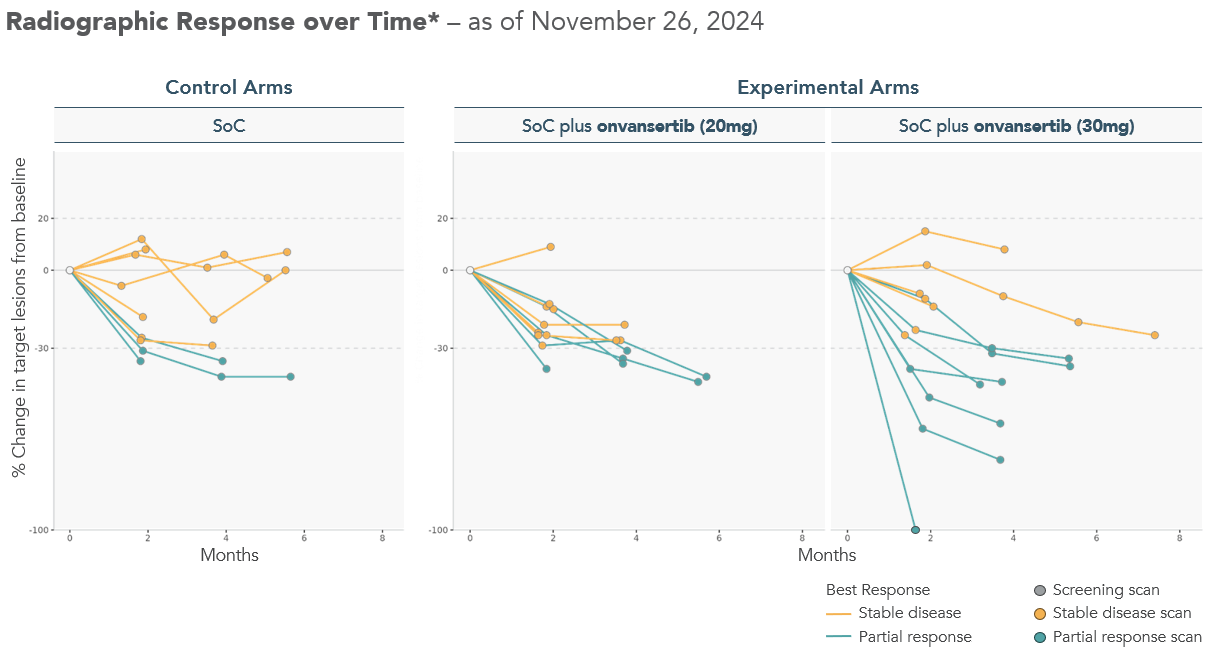 Radiographic Response over Time* – as of November 26, 2024
Control Arms
Experimental Arms
SoC
SoC plus onvansertib (20mg)
SoC plus onvansertib (30mg)
% Change in target lesions from baseline
20
0
-30
-100
0 2 4 6 8
Months
20
0
-30
-100
0 2 4 6 8
0 2 4 6 8
Months
Best Response
Stable disease
Partial response
Screening scan
Stable disease scan
Partial response scan